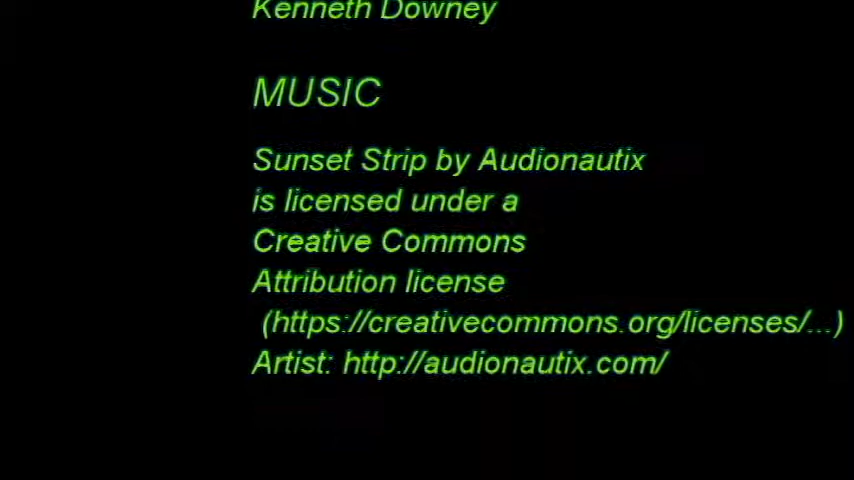 Kenneth Downey
MUSIC
Sunset Strip by Audionautix
is licensed under a
Creative Commons
Attribution license
(https://creativecommons.org/licenses/...)
Artist: http://audionautix.com/